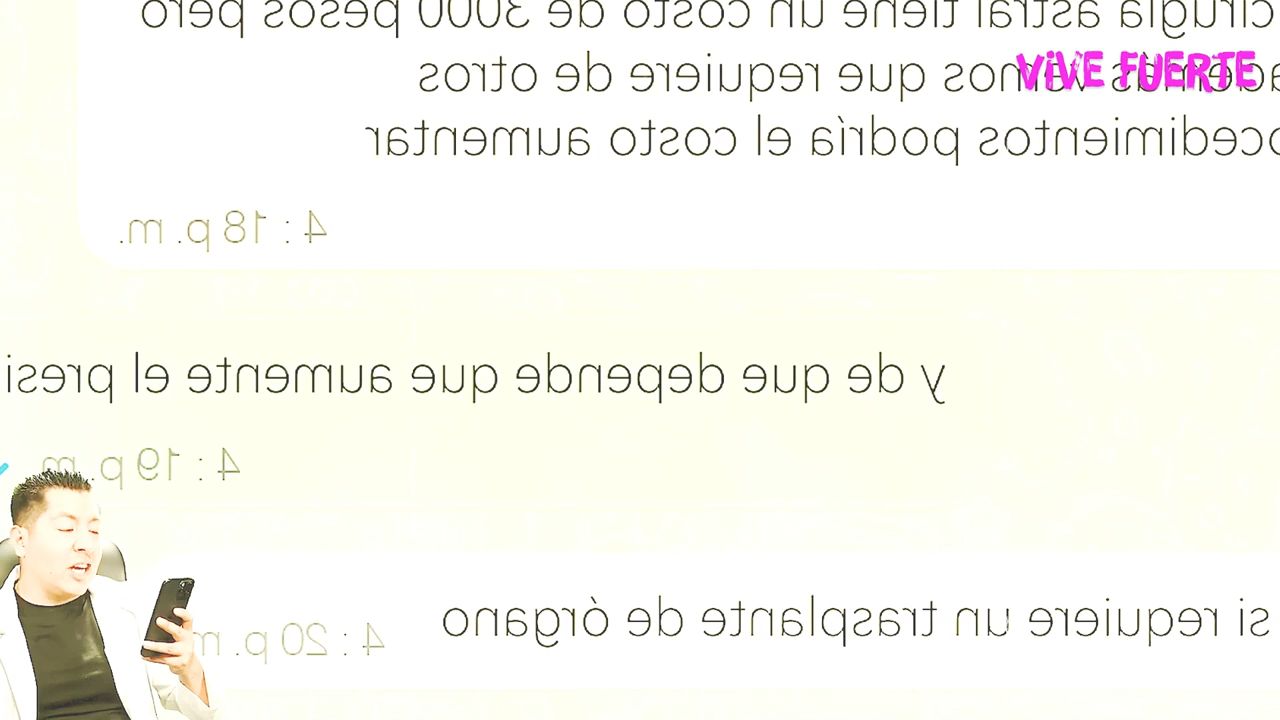 cirugía astral tiene un costo de 3000 pesos pero
VIVE FUERTE
además vemos que requiere de otros
procedimientos podría el costo aumentar
4:18 p.m.
y de que depende que aumente el presi
4:19 p.m.
si requiere un trasplante de órgano
4:20 p.m.